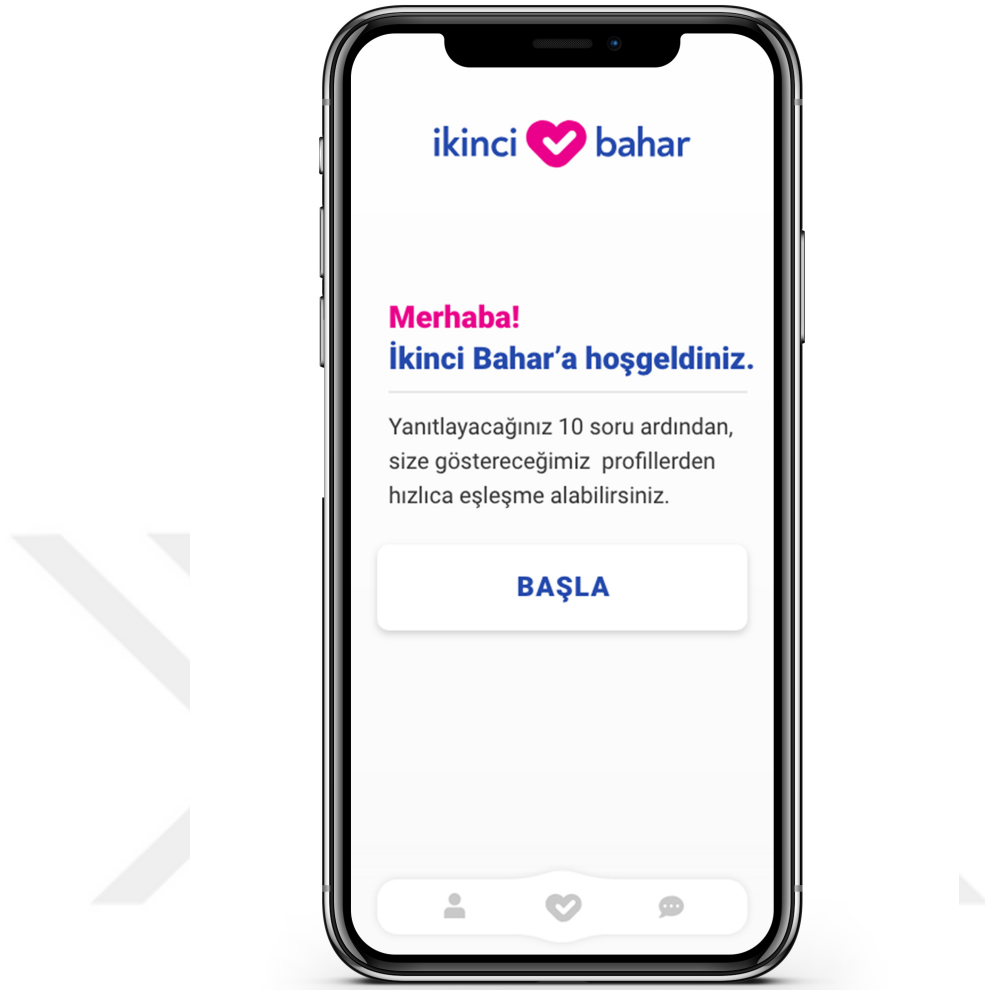 ikinci bahar
Merhaba!
İkinci Bahar’a hoşgeldiniz.
Yanıtlayacağınız 10 soru ardından,
size göstereceğimiz  profillerden
hızlıca eşleşme alabilirsiniz.
BAŞLA